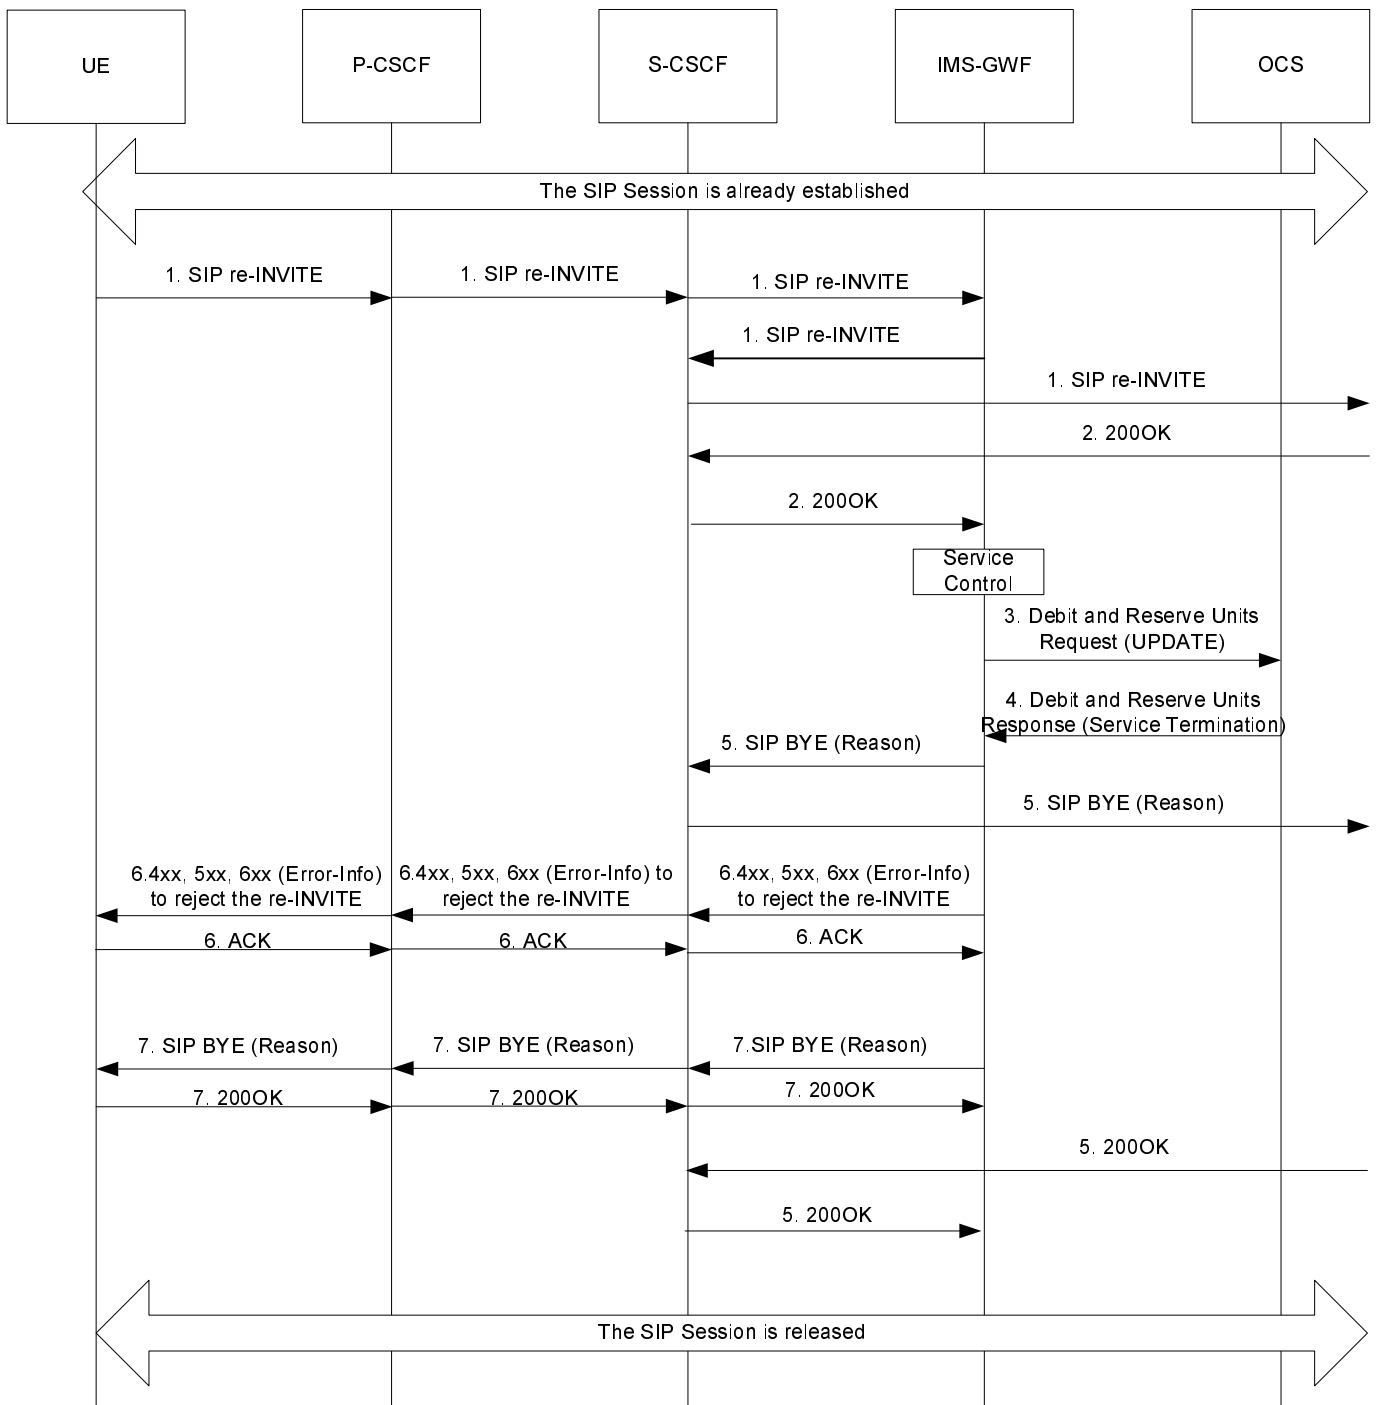 UE
P-CSCF
S-CSCF
IMS-GWF
OCS
The SIP Session is already established
1. SIP re-INVITE
1. SIP re-INVITE
1. SIP re-INVITE
1. SIP re-INVITE
1. SIP re-INVITE
2. 200OK
2. 200OK
Service
Control
3. Debit and Reserve Units
Request (UPDATE)
4. Debit and Reserve Units
Response (Service Termination)
5. SIP BYE (Reason)
5. SIP BYE (Reason)
6.4xx, 5xx, 6xx (Error-Info)
to reject the re-INVITE
6.4xx, 5xx, 6xx (Error-Info) to
reject the re-INVITE
6.4xx, 5xx, 6xx (Error-Info)
to reject the re-INVITE
6. ACK
6. ACK
6. ACK
7. SIP BYE (Reason)
7. SIP BYE (Reason)
7.SIP BYE (Reason)
7. 200OK
7. 200OK
7. 200OK
5. 200OK
5. 200OK
The SIP Session is released